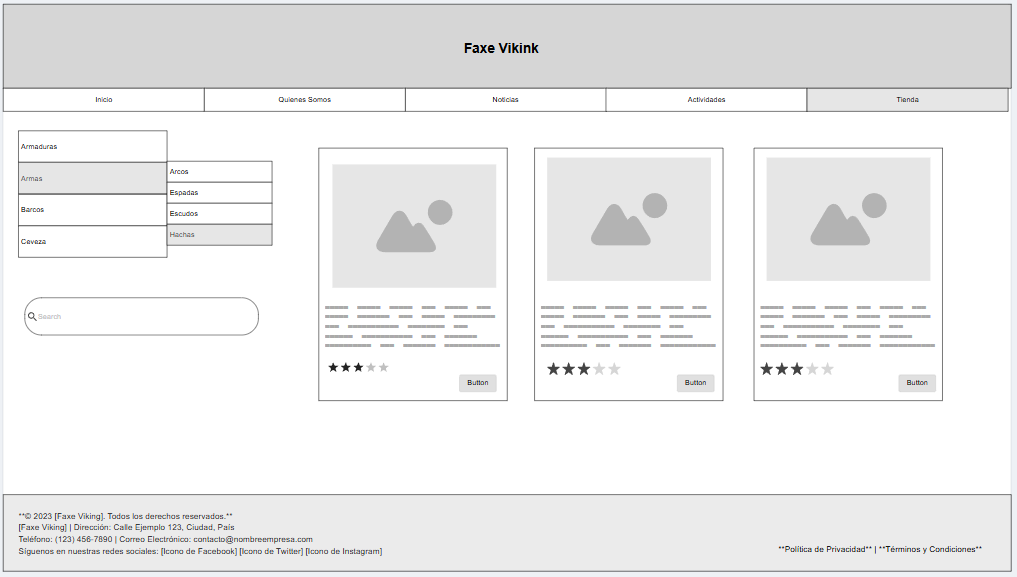 Faxe Vikink
Inicio
Quienes Somos
Noticias
Actividades
Tienda
Armaduras
Armas
Barcos
Ceveza
Arcos
Espadas
Escudos
Hachas
Search
Button
Button
Button
**© 2023 [Faxe Viking]. Todos los derechos reservados.**
[Faxe Viking] | Dirección: Calle Ejemplo 123, Ciudad, País
Teléfono: (123) 456-7890 | Correo Electrónico: contacto@nombreempresa.com
Síguenos en nuestras redes sociales: [Icono de Facebook] [Icono de Twitter] [Icono de Instagram]
**Política de Privacidad** | **Términos y Condiciones**